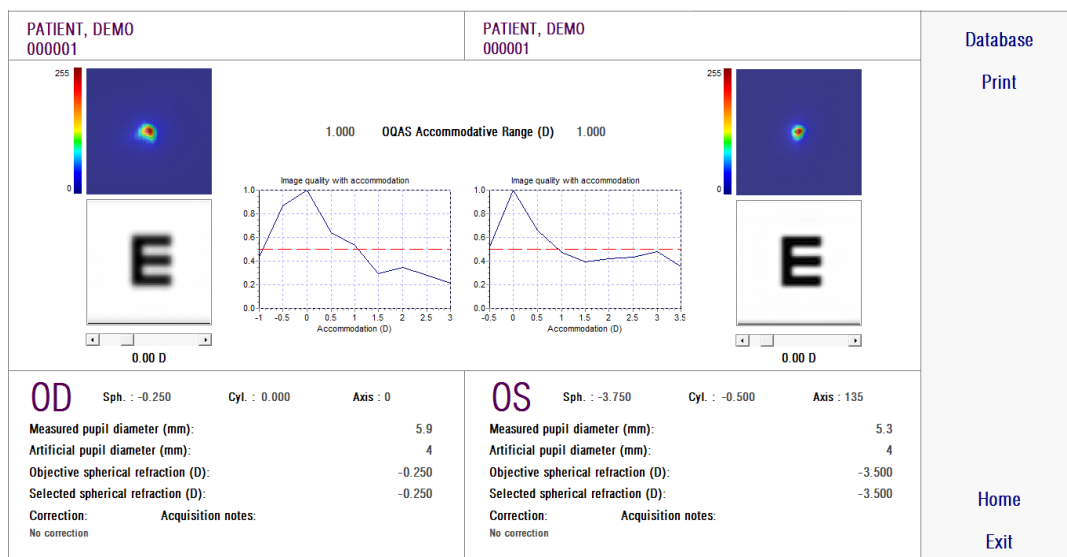 PATIENT, DEMO
000001
PATIENT, DEMO
000001
Database
Print
255
0
1.000 OQAS Accommodative Range (D) 1.000
255
0
Image quality with accommodation
1.0
0.8
0.6
0.4
0.2
0.0
-1 -0.5 0 0.5 1 1.5 2 2.5 3
Accommodation (D)
Image quality with accommodation
1.0
0.8
0.6
0.4
0.2
0.0
-0.5 0 0.5 1 1.5 2 2.5 3 3.5
Accommodation (D)
E
E
0.00 D
0.00 D
OD Sph. : -0.250 Cyl. : 0.000 Axis : 0
Measured pupil diameter (mm): 5.9
Artificial pupil diameter (mm): 4
Objective spherical refraction (D): -0.250
Selected spherical refraction (D): -0.250
Correction: Acquisition notes:
No correction
OS Sph. : -3.750 Cyl. : -0.500 Axis : 135
Measured pupil diameter (mm): 5.3
Artificial pupil diameter (mm): 4
Objective spherical refraction (D): -3.500
Selected spherical refraction (D): -3.500
Correction: Acquisition notes:
No correction
Home
Exit